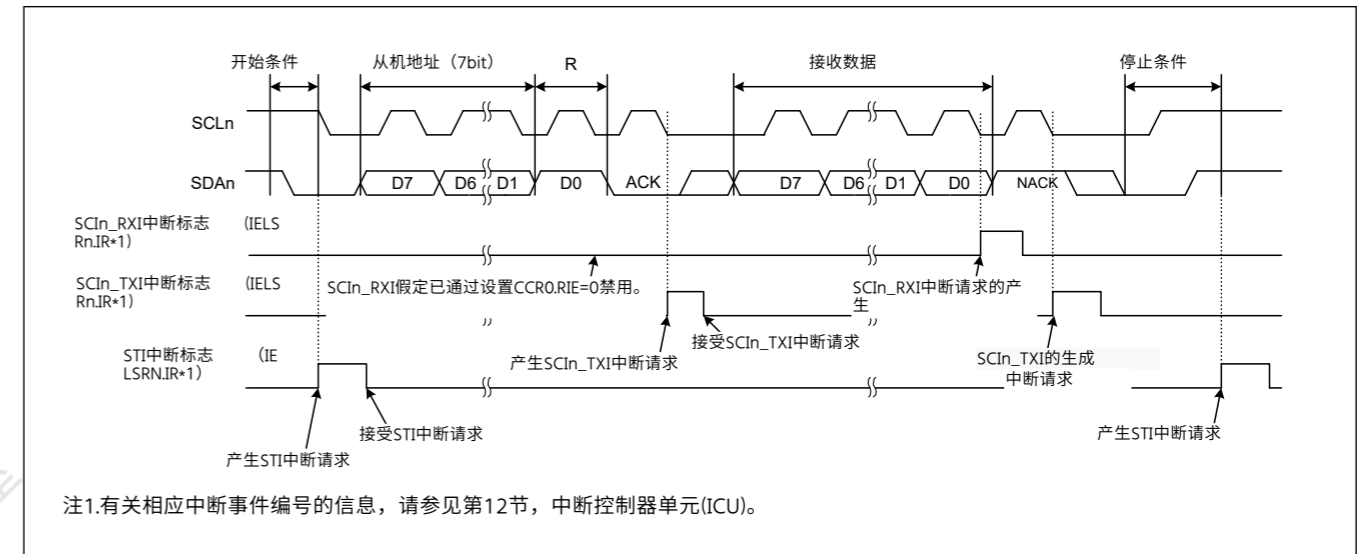 开始条件 从机地址（7bit） R 接收数据 停止条件
SCLn
SDAn D7 D6 D1 D0 ACK D7 D6 D1 D0 NACK
SCIn_RXI中断标志 （IELS
Rn.IR*1）
SCIn_TXI中断标志 （IELS
Rn.IR*1）
SCIn_RXI假定已通过设置CCR0.RIE=0禁用。
SCIn_RXI中断请求的产
生
接受SCIn_TXI中断请求
产生SCIn_TXI中断请求
SCIn_TXI的生成
中断请求
STI中断标志 （IE
LSRN.IR*1）
接受STI中断请求
产生STI中断请求
产生STI中断请求
注1.有关相应中断事件编号的信息，请参见第12节，中断控制器单元(ICU)。